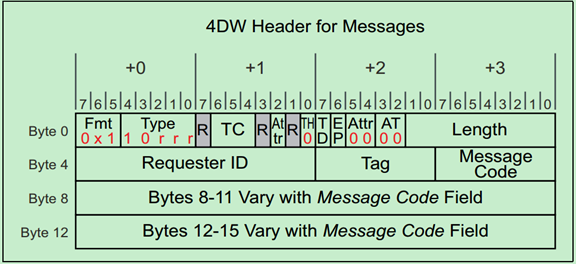 4DW Header for Messages
+0 +1 +2 +3
7 6 5 4 3 2 1 0 7 6 5 4 3 2 1 0 7 6 5 4 3 2 1 0 7 6 5 4 3 2 1 0
Byte 0 Fmt 0 x 1 Type 1 0 r r r R TC R At tr R TH 0 T D E P Attr 0 0 AT 0 0 Length
Byte 4 Requester ID Tag Message Code
Byte 8 Bytes 8-11 Vary with Message Code Field
Byte 12 Bytes 12-15 Vary with Message Code Field